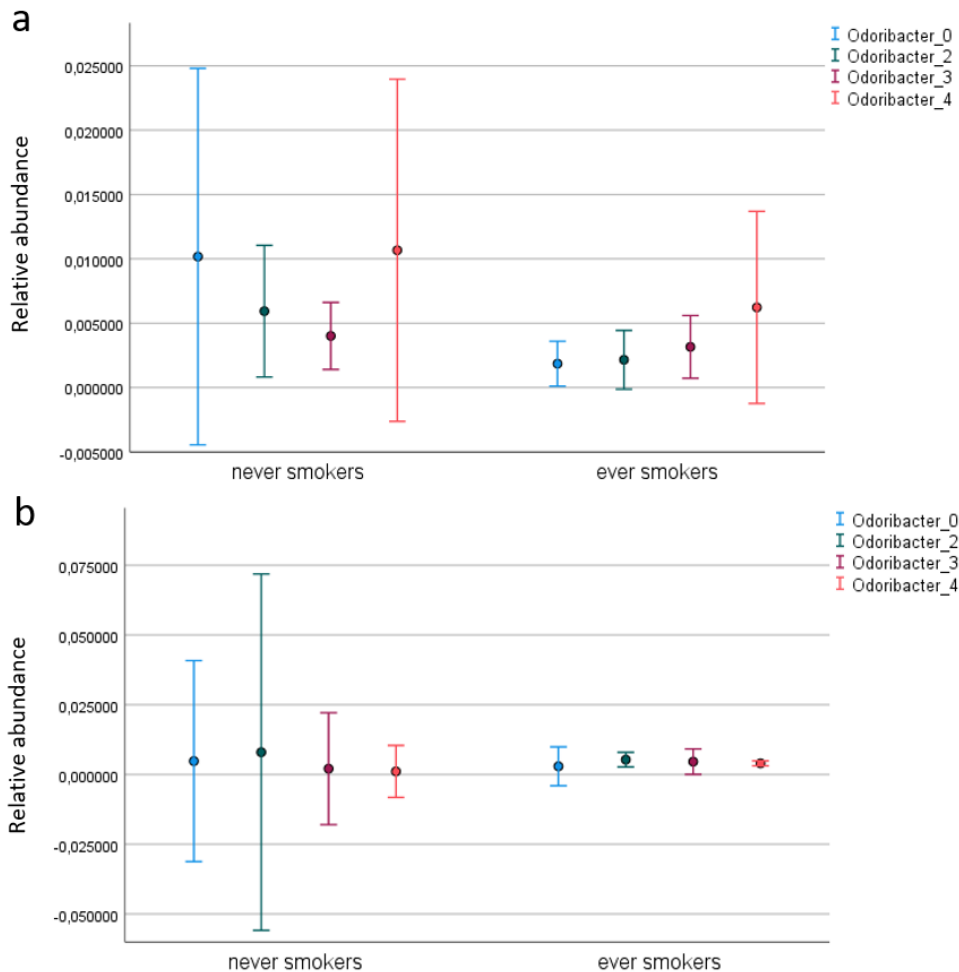 a
Odoribacter_0
Odoribacter_2
Odoribacter_3
Odoribacter_4
Relative abundance
0,025000
0,020000
0,015000
0,010000
0,005000
0,000000
-0,005000
never smokers
ever smokers
b
Odoribacter_0
Odoribacter_2
Odoribacter_3
Odoribacter_4
Relative abundance
0,075000
0,050000
0,025000
0,000000
-0,025000
-0,050000
never smokers
ever smokers